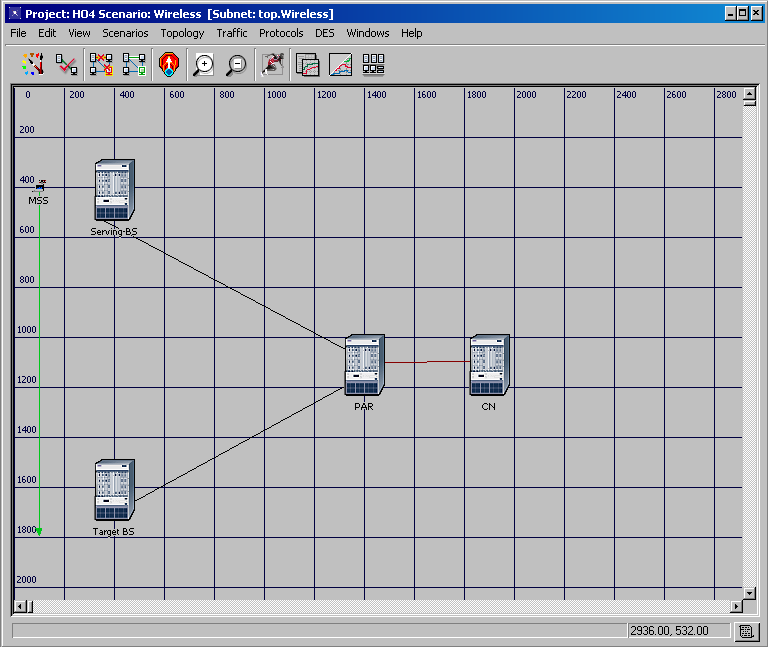 Project: HO4 Scenario: Wireless [Subnet: top.Wireless]
File Edit View Scenarios Topology Traffic Protocols DES Windows Help
0 200 400 600 800 1000 1200 1400 1600 1800 2000 2200 2400 2600 2800
200
400
MSS
600
Serving-BS
800
1000
1200
PAR CN
1400
1600
1800
Target BS
2000
2936.00, 532.00